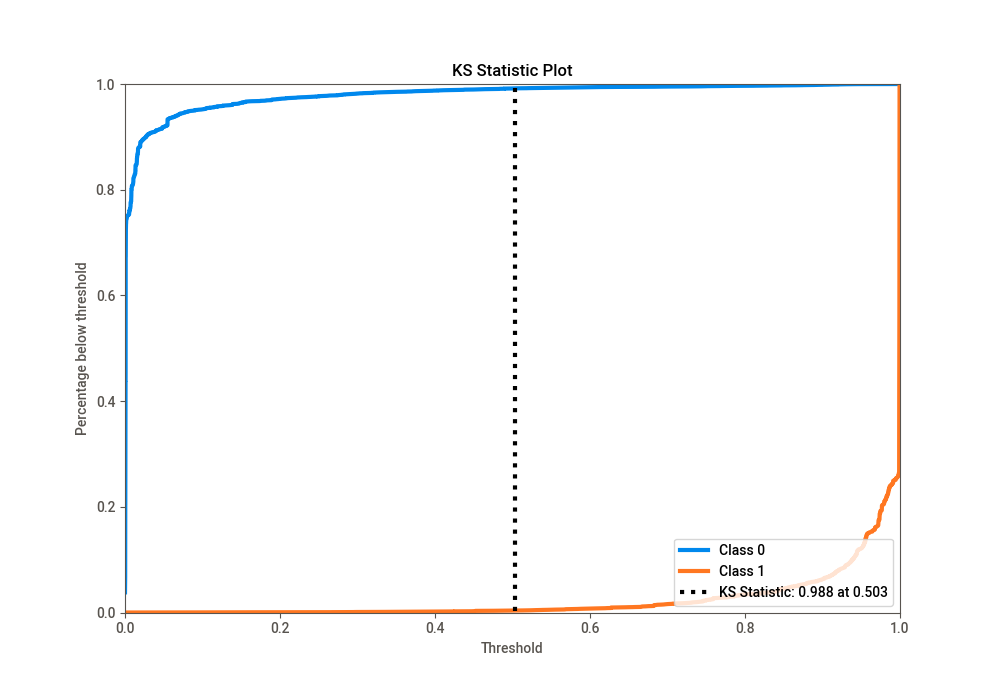 KS Statistic Plot
Percentage below threshold
1.0
0.8
0.6
0.4
0.2
0.0
0.0 0.2 0.4 0.6 0.8 1.0
Threshold
Class 0
Class 1
KS Statistic: 0.988 at 0.503